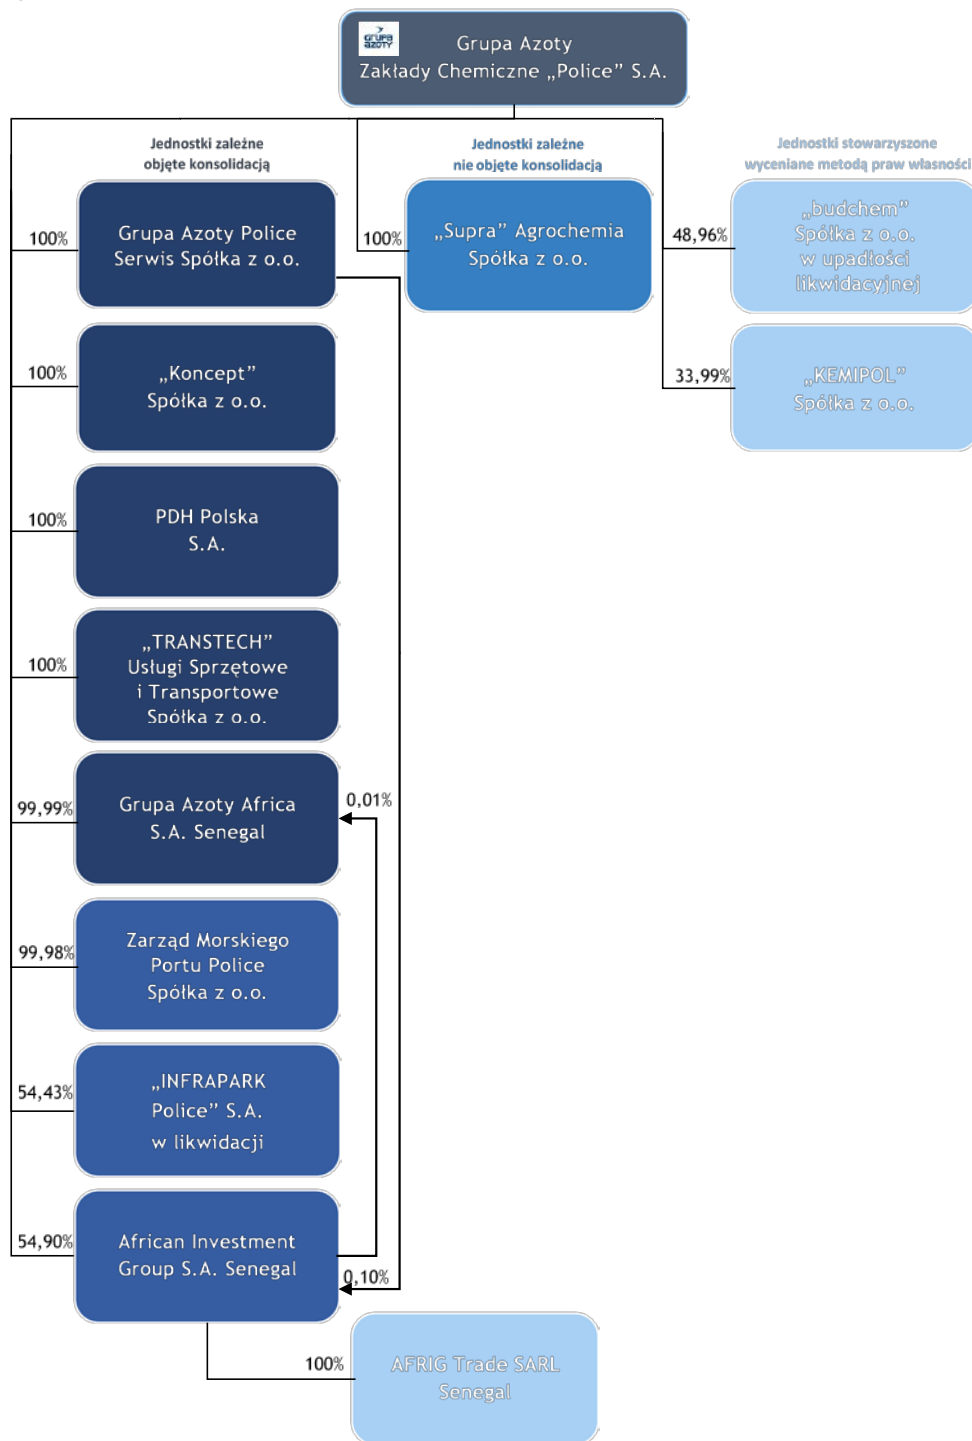 GRUPA
AZOTY
Grupa Azoty
Zakłady Chemiczne „Police” S.A.
Jednostki zależne
objęte konsolidacją
Jednostki zależne
nie objęte konsolidacją
Jednostki stowarzyszone
wyceniane metodą praw własności
100%
Grupa Azoty Police
Serwis Spółka z o.o.
100%
„Supra” Agrochemia
Spółka z o.o.
48,96%
„budchem”
Spółka z o.o.
w upadłości
likwidacyjnej
100%
„Koncept”
Spółka z o.o.
33,99%
„KEMIPOL”
Spółka z o.o.
100%
PDH Polska
S.A.
100%
„TRANSTECH”
Usługi Sprzętowe
i Transportowe
Spółka z o.o.
99,99%
Grupa Azoty Africa
S.A. Senegal
0,01%
99,98%
Zarząd Morskiego
Portu Police
Spółka z o.o.
54,43%
„INFRAPARK
Police” S.A.
w likwidacji
54,90%
African Investment
Group S.A. Senegal
0,10%
100%
AFRIG Trade SARL
Senegal